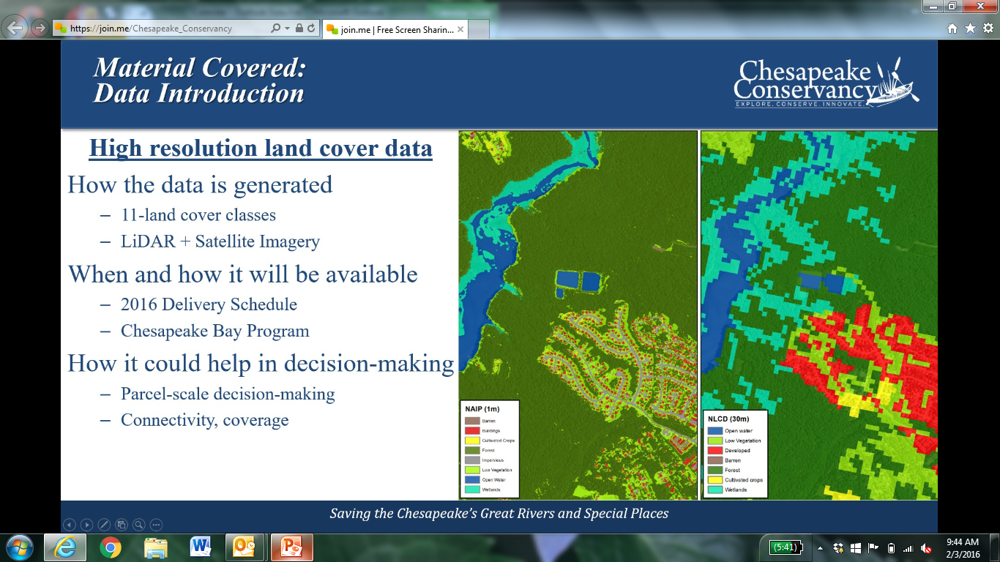 https://join.me/Chesapeake_Conservancy
join.me | Free Screen Sharin...
Material Covered:
Data Introduction
Chesapeake
Conservancy
EXPLORE. CONSERVE. INNOVATE.
High resolution land cover data
How the data is generated
– 11-land cover classes
– LiDAR + Satellite Imagery
When and how it will be available
– 2016 Delivery Schedule
– Chesapeake Bay Program
How it could help in decision-making
– Parcel-scale decision-making
– Connectivity, coverage
NAIP (1m)
Barren
Buildings
Cultivated Crops
Forest
Impervious
Low Vegetation
Open Water
Wetlands
NLCD (30m)
Open water
Low Vegetation
Developed
Barren
Forest
Cultivated crops
Wetlands
Saving the Chesapeake's Great Rivers and Special Places
(5:41)
9:44 AM
2/3/2016